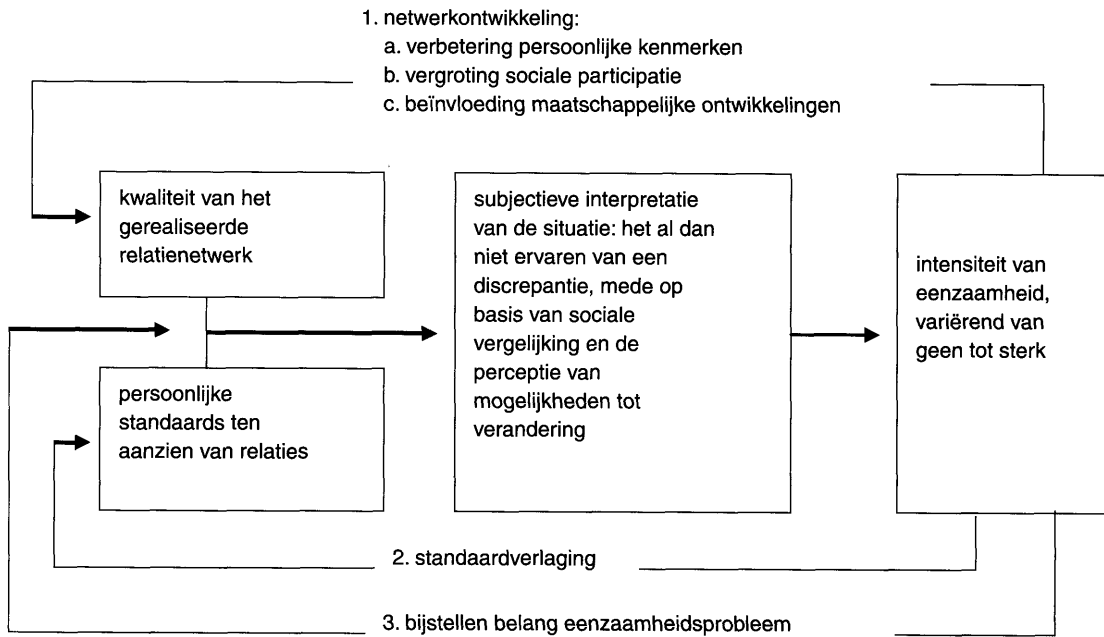 1. netwerkontwikkeling:
a. verbetering persoonlijke kenmerken
b. vergroting sociale participatie
c. beïnvloeding maatschappelijke ontwikkelingen
kwaliteit van het
gerealiseerde
relatienetwerk
persoonlijke
standaards ten
aanzien van relaties
subjectieve interpretatie
van de situatie: het al dan
niet ervaren van een
discrepantie, mede op
basis van sociale
vergelijking en de
perceptie van
mogelijkheden tot
verandering
intensiteit van
eenzaamheid,
variërend van
geen tot sterk
2. standaardverlaging
3. bijstellen belang eenzaamheidsprobleem